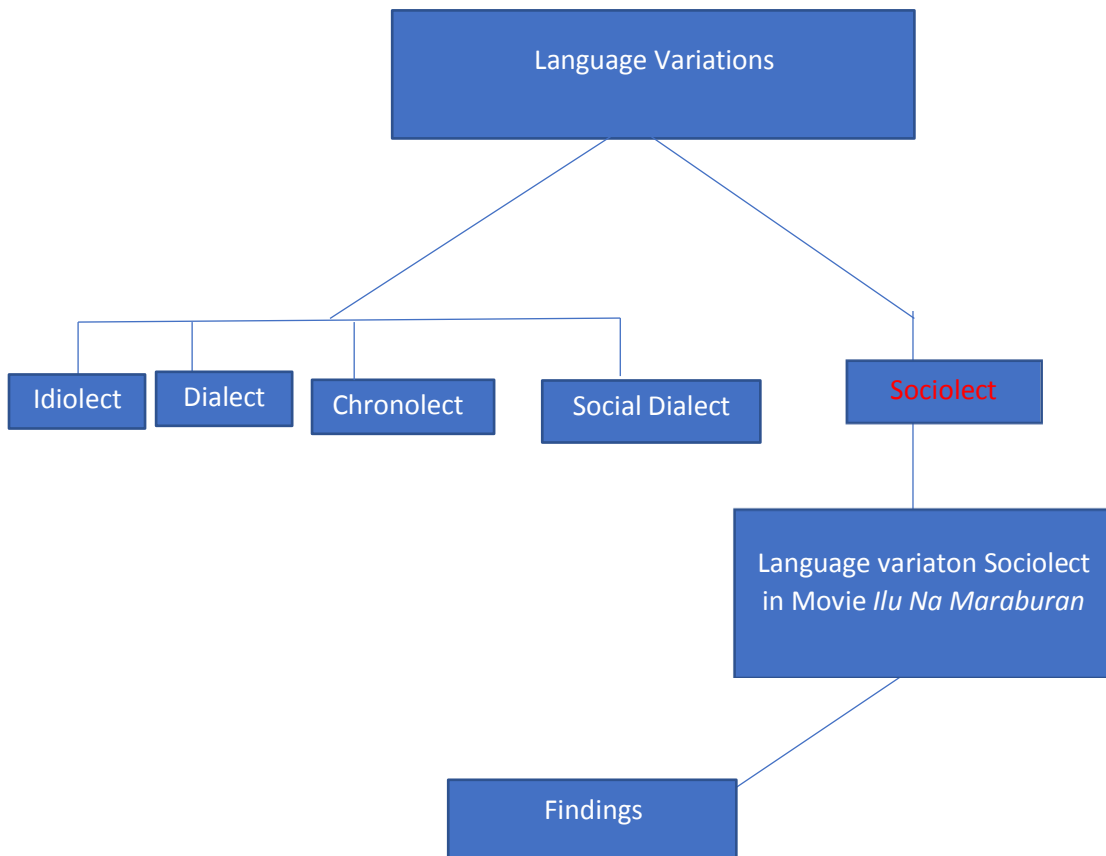 Language Variations
Idiolect
Dialect
Chronolect
Social Dialect
Sociolect
Language variaton Sociolect
in Movie Ilu Na Maraburan
Findings